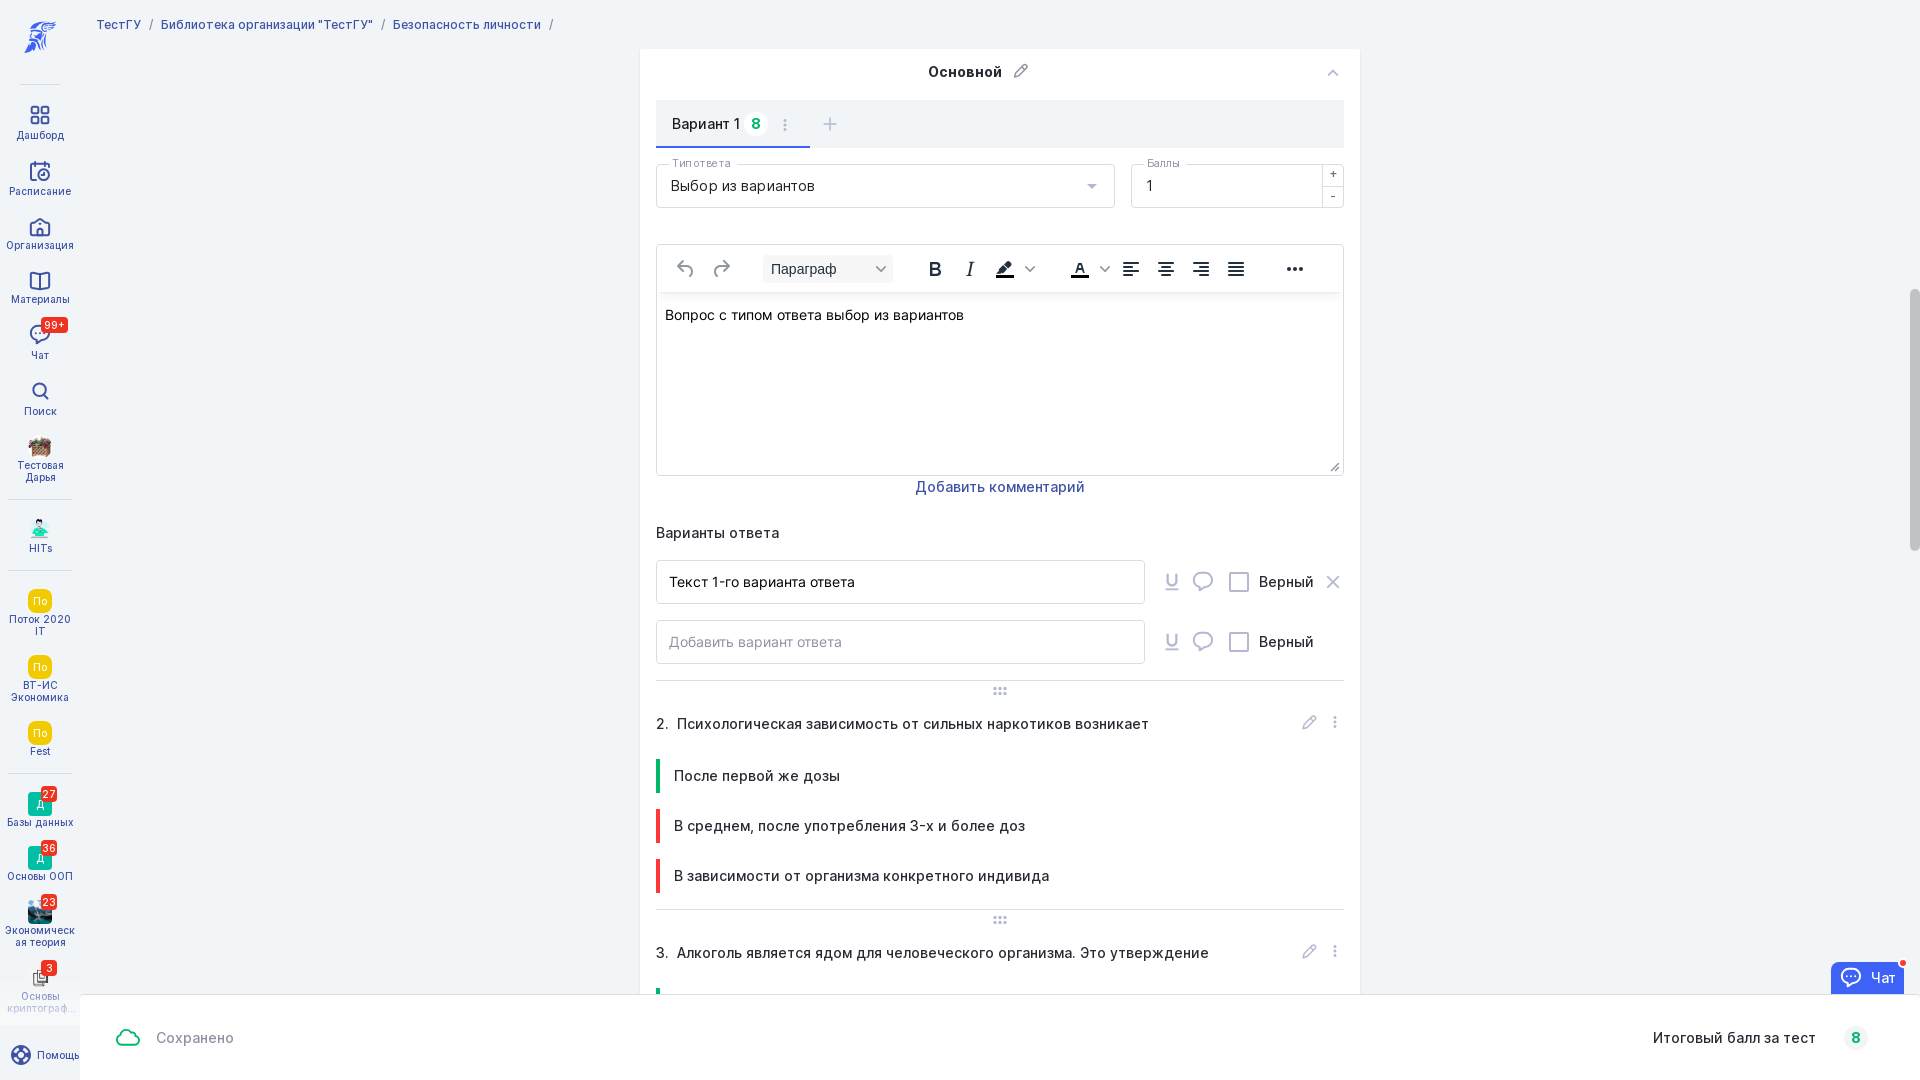 ТестГУ / Библиотека организации "ТестГУ" / Безопасность личности /
Дашборд
Расписание
Организация
Материалы
99+
Чат
Поиск
Тестовая
Дарья
HITs
По
Поток 2020
IT
По
ВТ-ИС
Экономика
По
Fest
27
Д
Базы данных
36
Д
Основы ООП
23
Экономическ
ая теория
3
Основы
криптограф...
Помощь
Основной
Вариант 1 8
Тип ответа
Выбор из вариантов
Баллы
1
+
-
Параграф
B I A
Вопрос с типом ответа выбор из вариантов
Добавить комментарий
Варианты ответа
Текст 1-го варианта ответа
Верный
Добавить вариант ответа
Верный
2. Психологическая зависимость от сильных наркотиков возникает
После первой же дозы
В среднем, после употребления 3-х и более доз
В зависимости от организма конкретного индивида
3. Алкоголь является ядом для человеческого организма. Это утверждение
Чат
Сохранено
Итоговый балл за тест 8